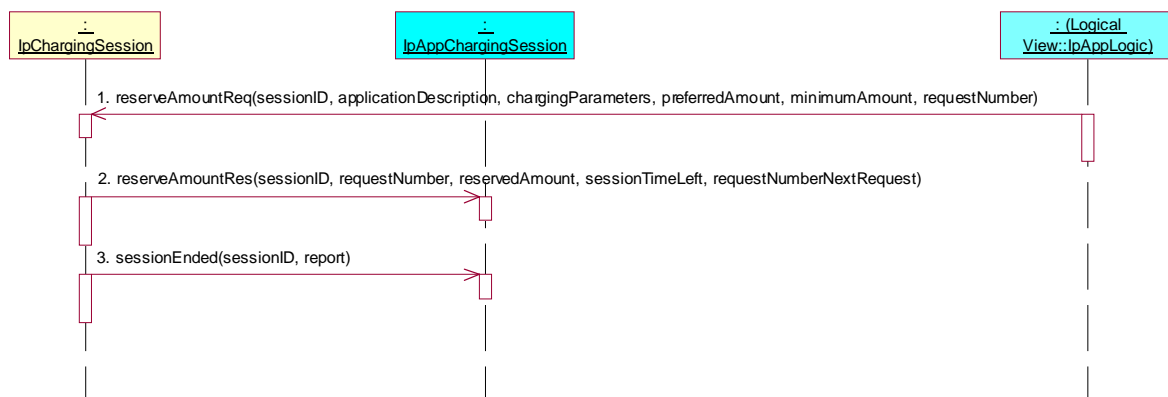 :
IpChargingSession
:
IpAppChargingSession
: (Logical
View::IpAppLogic)
1. reserveAmountReq(sessionID, applicationDescription, chargingParameters, preferredAmount, minimumAmount, requestNumber)
2. reserveAmountRes(sessionID, requestNumber, reservedAmount, sessionTimeLeft, requestNumberNextRequest)
3. sessionEnded(sessionID, report)